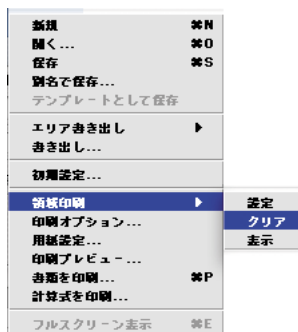 新規 ⌘N
開く... ⌘O
保存 ⌘S
別名で保存...
テンプレートとして保存
エリア書き出し ▶
書き出し...
初期設定...
領域印刷 ▶
設定
印刷オプション...
クリア
用紙設定...
表示
印刷プレビュー...
書類を印刷... ⌘P
計算式を印刷...
フルスクリーン表示 ⌘E